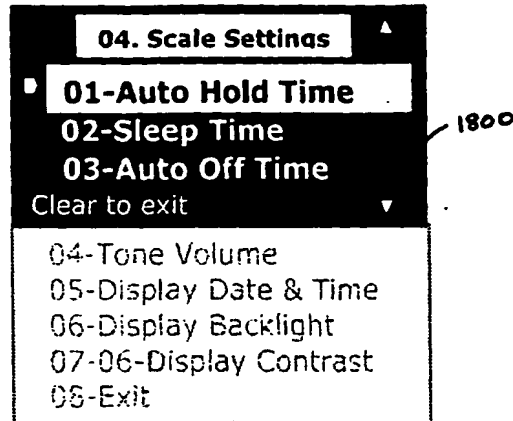 04. Scale Settings
01-Auto Hold Time
02-Sleep Time
1800
03-Auto Off Time
Clear to exit
04-Tone Volume
05-Display Date & Time
06-Display Backlight
07-06-Display Contrast
08-Exit